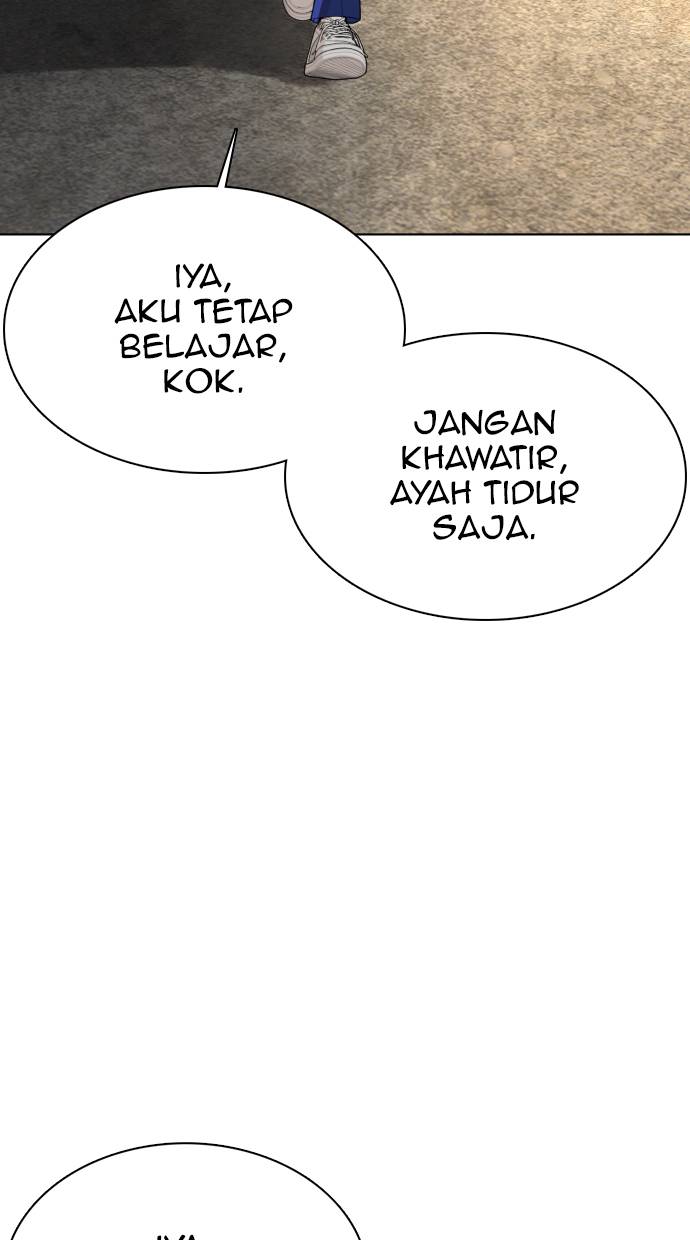 IYA,
AKU TETAP
BELAJAR,
KOK.
JANGAN
KHAWATIR,
AYAH TIDUR
SAJA.